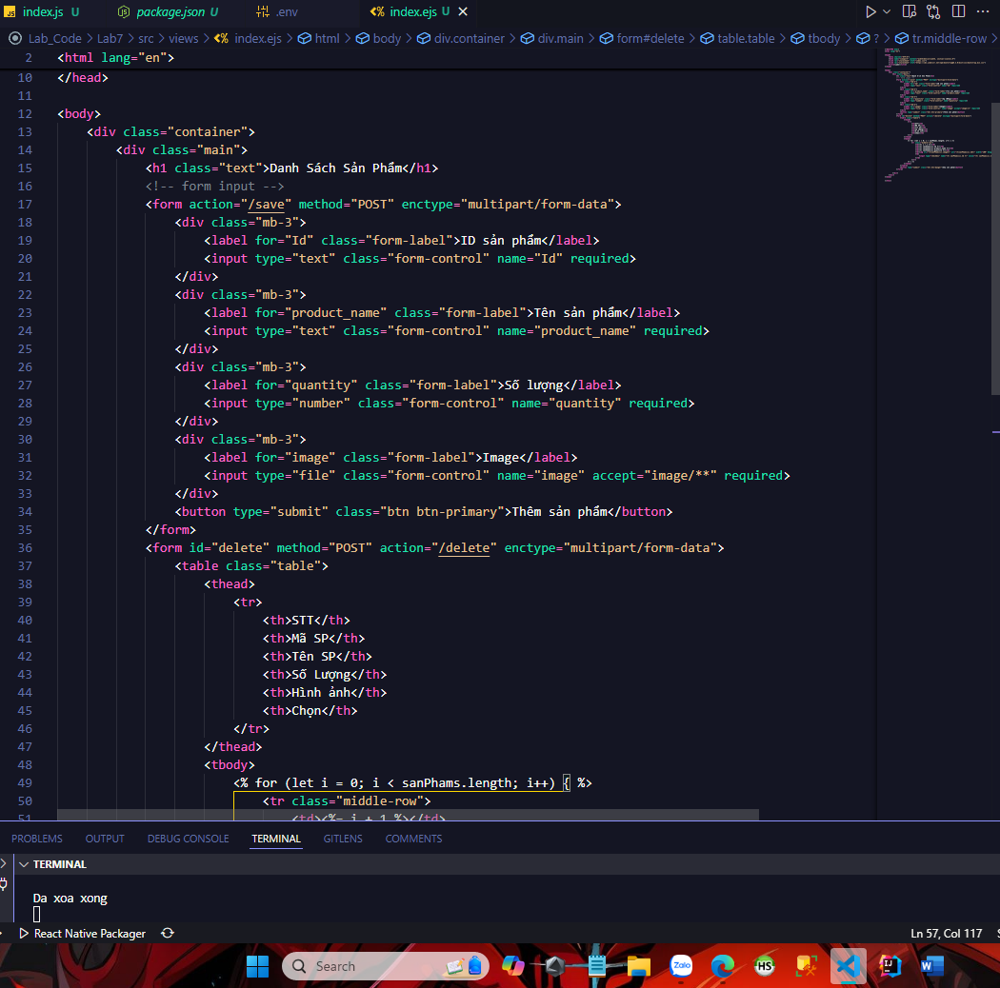 index.js U package.json U .env index.ejs U
Lab_Code > Lab7 > src > views > index.ejs > html > body > div.container > div.main > form#delete > table.table > tbody > ? > tr.middle-row >
2 <html lang="en">
10 </head>
11
12 <body>
13 <div class="container">
14 <div class="main">
15 <h1 class="text">Danh Sách Sản Phẩm</h1>
16 <!-- form input -->
17 <form action="/save" method="POST" enctype="multipart/form-data">
18 <div class="mb-3">
19 <label for="Id" class="form-label">ID sản phẩm</label>
20 <input type="text" class="form-control" name="Id" required>
21 </div>
22 <div class="mb-3">
23 <label for="product_name" class="form-label">Tên sản phẩm</label>
24 <input type="text" class="form-control" name="product_name" required>
25 </div>
26 <div class="mb-3">
27 <label for="quantity" class="form-label">Số lượng</label>
28 <input type="number" class="form-control" name="quantity" required>
29 </div>
30 <div class="mb-3">
31 <label for="image" class="form-label">Image</label>
32 <input type="file" class="form-control" name="image" accept="image/**" required>
33 </div>
34 <button type="submit" class="btn btn-primary">Thêm sản phẩm</button>
35 </form>
36 <form id="delete" method="POST" action="/delete" enctype="multipart/form-data">
37 <table class="table">
38 <thead>
39 <tr>
40 <th>STT</th>
41 <th>Mã SP</th>
42 <th>Tên SP</th>
43 <th>Số Lượng</th>
44 <th>Hình ảnh</th>
45 <th>Chọn</th>
46 </tr>
47 </thead>
48 <tbody>
49 <% for (let i = 0; i < sanPhams.length; i++) { %>
50 <tr class="middle-row">
51 <td><%= i + 1 %></td>
PROBLEMS OUTPUT DEBUG CONSOLE TERMINAL GITLENS COMMENTS
TERMINAL
Da xoa xong
React Native Packager Ln 57, Col 117
Search Zalo HS IJ W